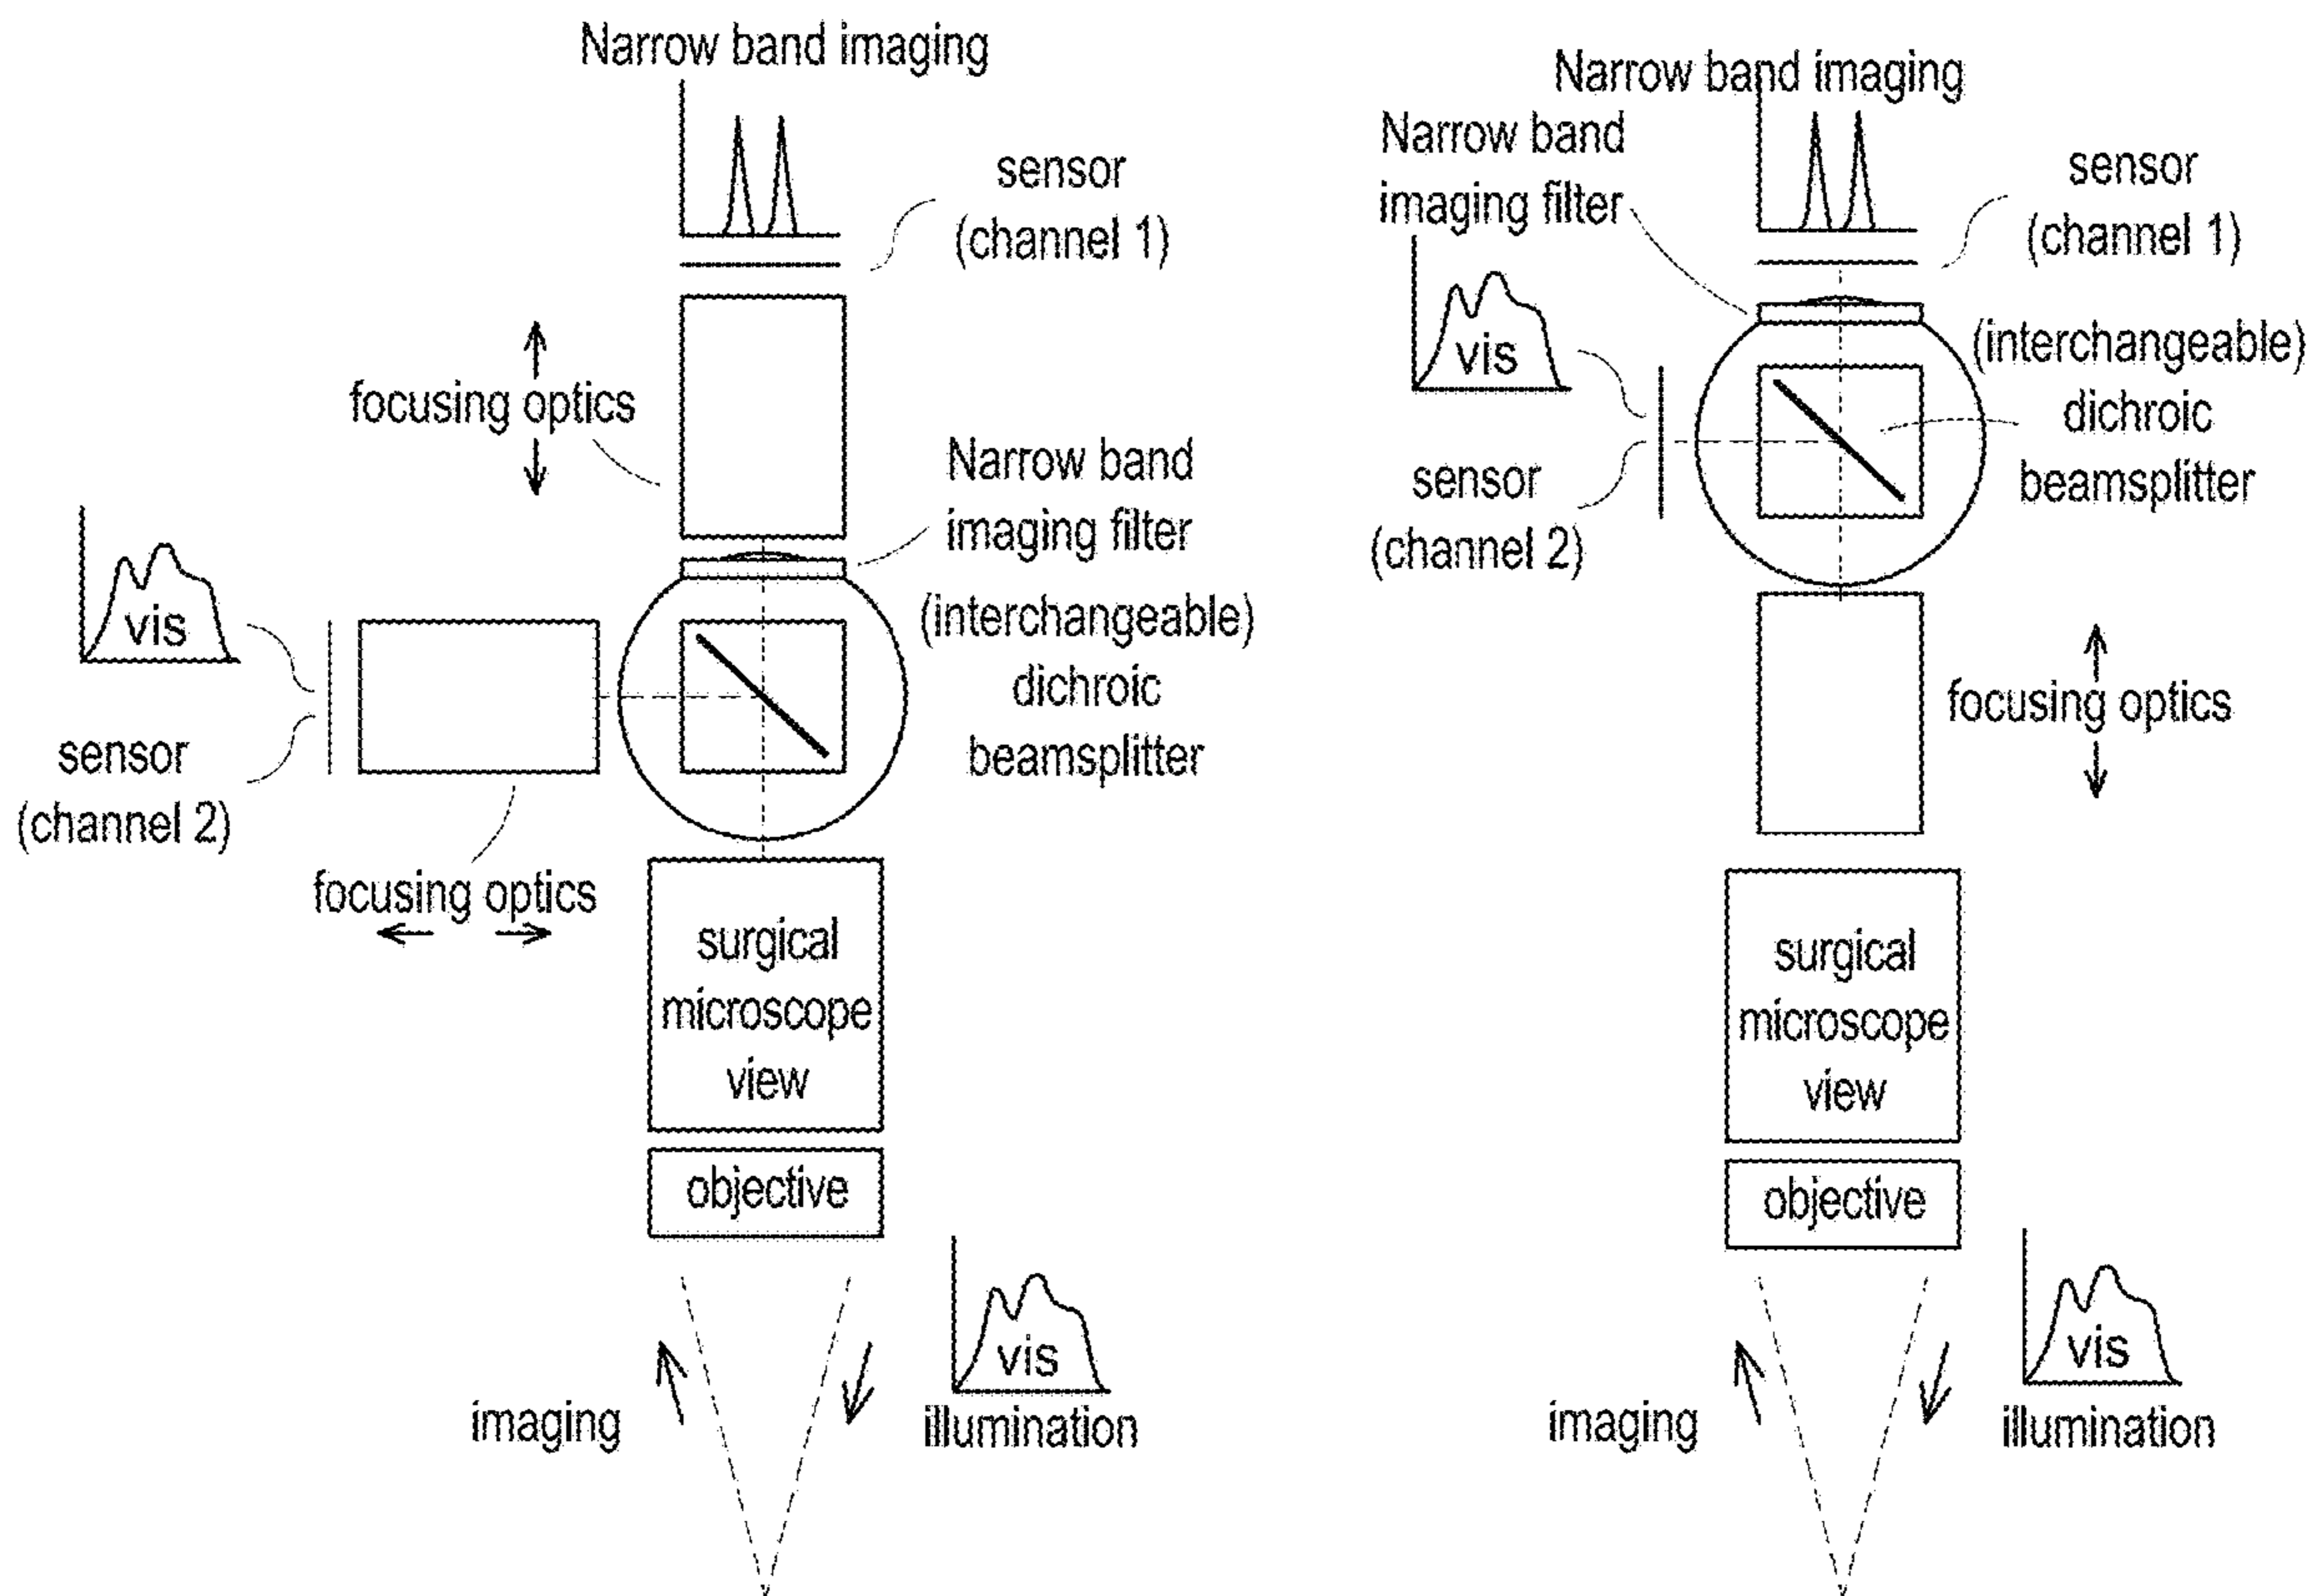 Narrow band imaging
sensor
(channel 1)
focusing optics
Narrow band
imaging filter
vis
(interchangeable)
dichroic
beamsplitter
sensor
(channel 2)
focusing optics
surgical
microscope
view
objective
vis
imaging
illumination
Narrow band imaging
Narrow band
imaging filter
sensor
(channel 1)
vis
(interchangeable)
dichroic
beamsplitter
sensor
(channel 2)
focusing optics
surgical
microscope
view
objective
vis
imaging
illumination